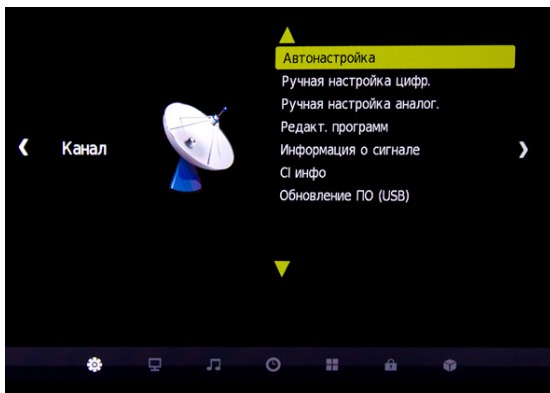 Автонастройка
Ручная настройка цифр.
Ручная настройка аналог.
Редакт. программ
Канал
Информация о сигнале
CI инфо
Обновление ПО (USB)